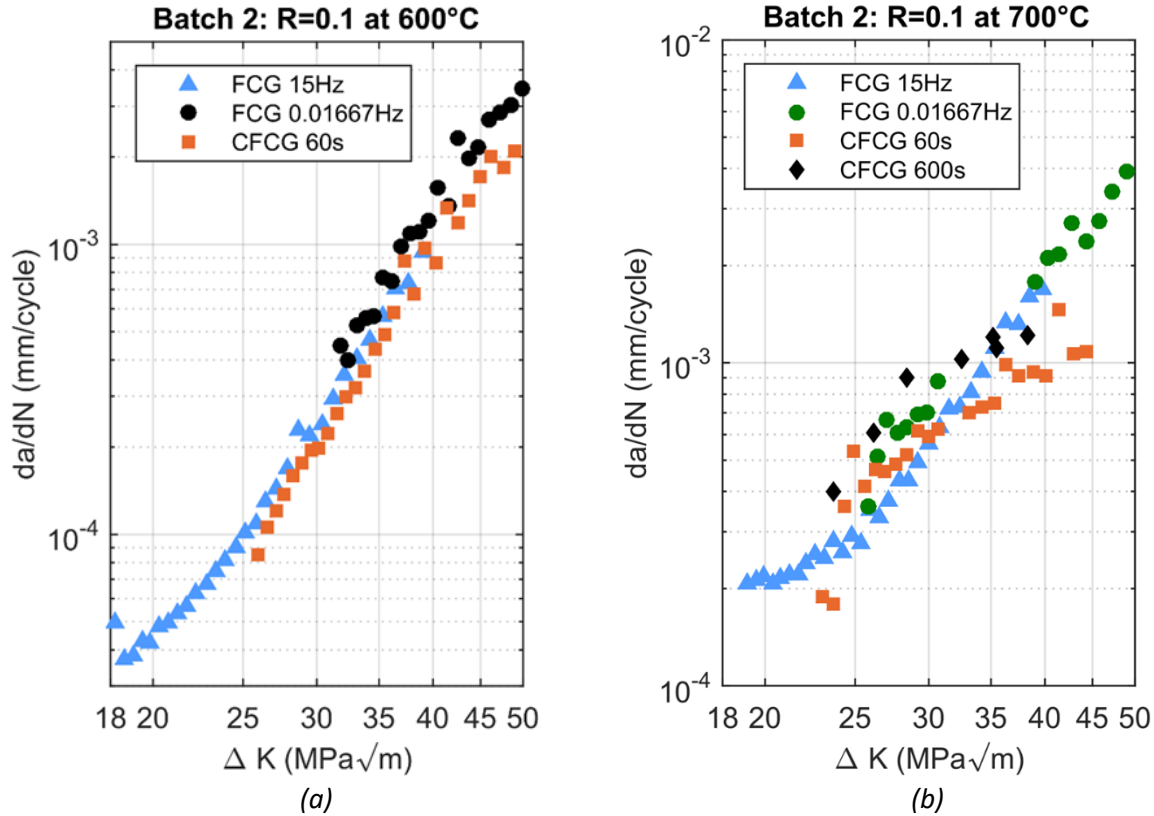 Batch 2: R=0.1 at 600°C
FCG 15Hz
FCG 0.01667Hz
CFCG 60s
da/dN (mm/cycle)
10⁻³
10⁻⁴
18 20 25 30 35 40 45 50
Δ K (MPa√m)
(a)
Batch 2: R=0.1 at 700°C
FCG 15Hz
FCG 0.01667Hz
CFCG 60s
CFCG 600s
da/dN (mm/cycle)
10⁻²
10⁻³
10⁻⁴
18 20 25 30 35 40 45 50
Δ K (MPa√m)
(b)